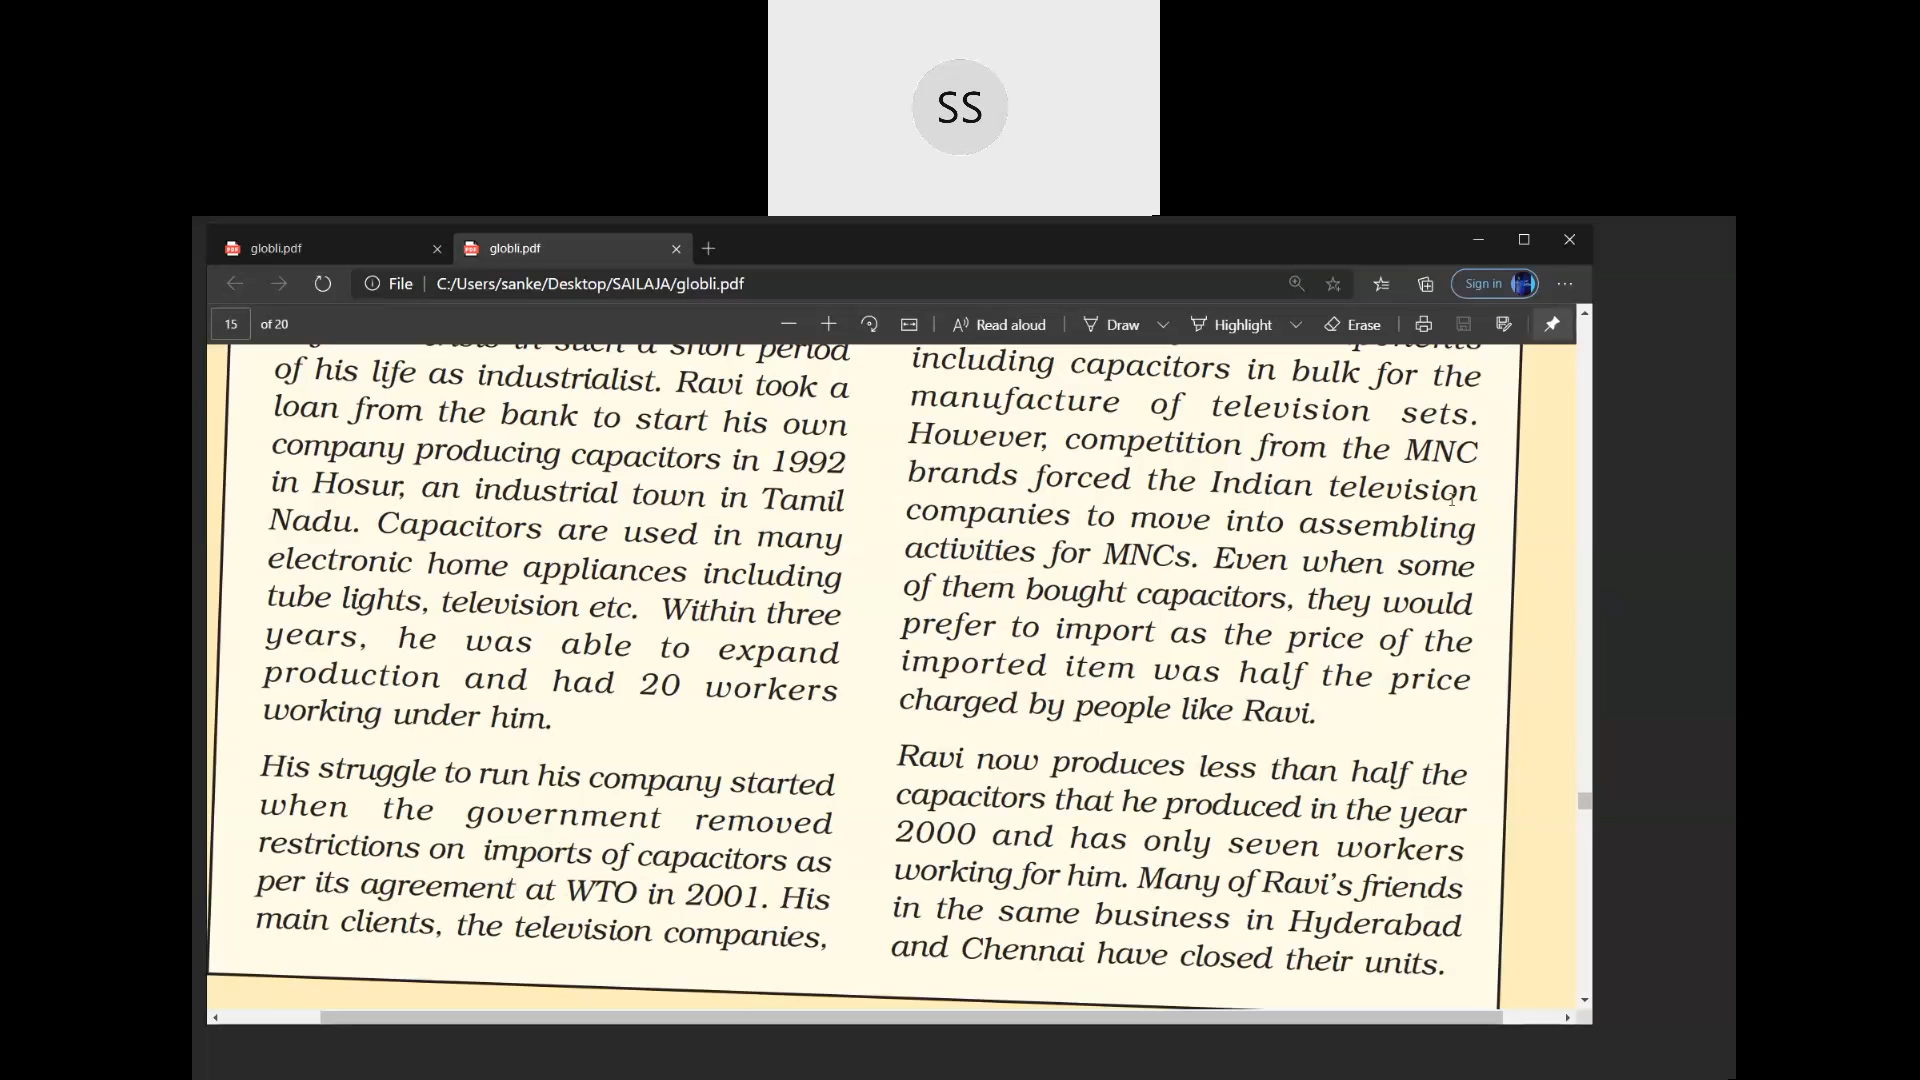 SS
globli.pdf
globli.pdf
File
C:/Users/sanke/Desktop/SAILAJA/globli.pdf
Sign in
15 of 20
Read aloud
Draw
Highlight
Erase
in such a short period
of his life as industrialist. Ravi took a
loan from the bank to start his own
company producing capacitors in 1992
in Hosur, an industrial town in Tamil
Nadu. Capacitors are used in many
electronic home appliances including
tube lights, television etc. Within three
years, he was able to expand
production and had 20 workers
working under him.
His struggle to run his company started
when the government removed
restrictions on imports of capacitors as
per its agreement at WTO in 2001. His
main clients, the television companies,
including capacitors in bulk for the
manufacture of television sets.
However, competition from the MNC
brands forced the Indian television
companies to move into assembling
activities for MNCs. Even when some
of them bought capacitors, they would
prefer to import as the price of the
imported item was half the price
charged by people like Ravi.
Ravi now produces less than half the
capacitors that he produced in the year
2000 and has only seven workers
working for him. Many of Ravi's friends
in the same business in Hyderabad
and Chennai have closed their units.